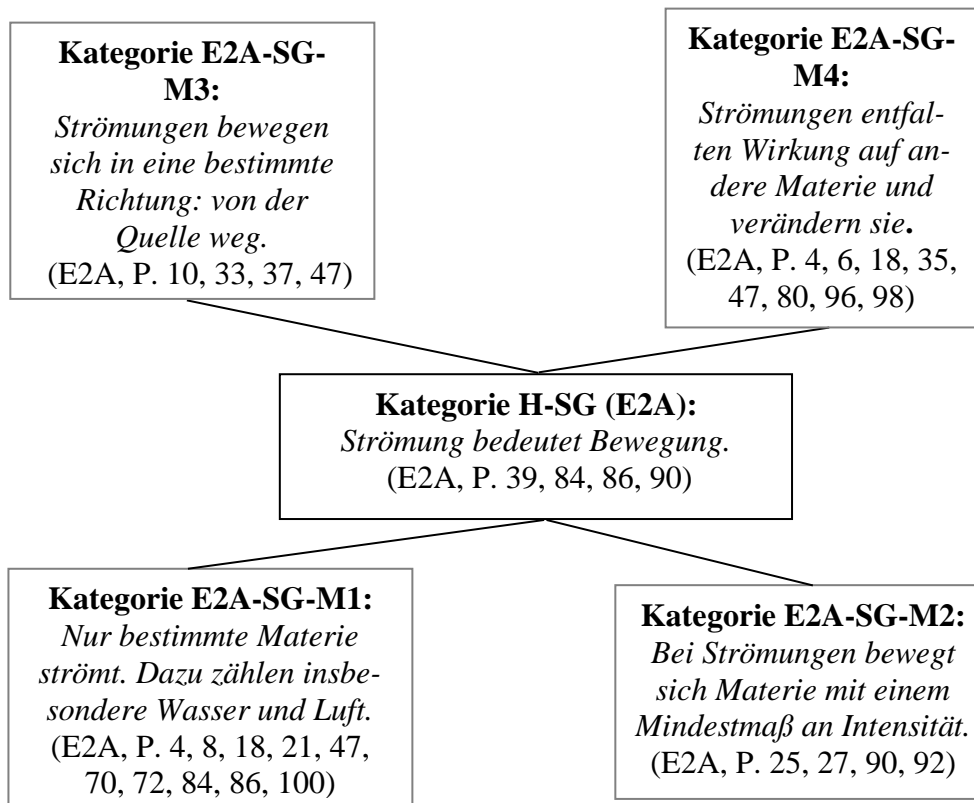 Kategorie E2A-SG-
M3:
Strömungen bewegen
sich in eine bestimmte
Richtung: von der
Quelle weg.
(E2A, P. 10, 33, 37, 47)
Kategorie E2A-SG-
M4:
Strömungen entfal-
ten Wirkung auf an-
dere Materie und
verändern sie.
(E2A, P. 4, 6, 18, 35,
47, 80, 96, 98)
Kategorie H-SG (E2A):
Strömung bedeutet Bewegung.
(E2A, P. 39, 84, 86, 90)
Kategorie E2A-SG-M1:
Nur bestimmte Materie
strömt. Dazu zählen insbe-
sondere Wasser und Luft.
(E2A, P. 4, 8, 18, 21, 47,
70, 72, 84, 86, 100)
Kategorie E2A-SG-M2:
Bei Strömungen bewegt
sich Materie mit einem
Mindestmaß an Intensität.
(E2A, P. 25, 27, 90, 92)